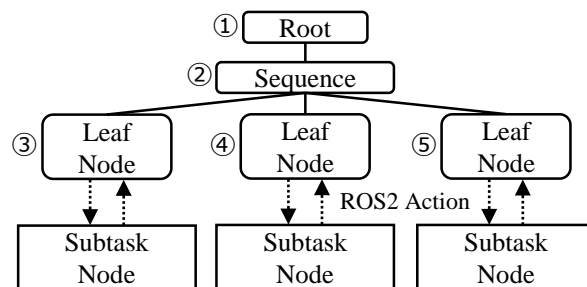 ① Root
② Sequence
③ Leaf Node
④ Leaf Node
⑤ Leaf Node
ROS2 Action
Subtask Node
Subtask Node
Subtask Node